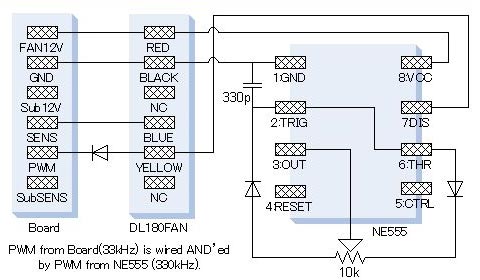 FAN12V
GND
Sub12V
SENS
PWM
SubSENS
Board
RED
BLACK
NC
BLUE
YELLOW
NC
DL180FAN
330p
1:GND
2:TRIG
3:OUT
4:RESET
8:VCC
7:DIS
6:THR
5:CTRL
NE555
10k
PWM from Board(33kHz) is wired AND'ed
by PWM from NE555 (330kHz).